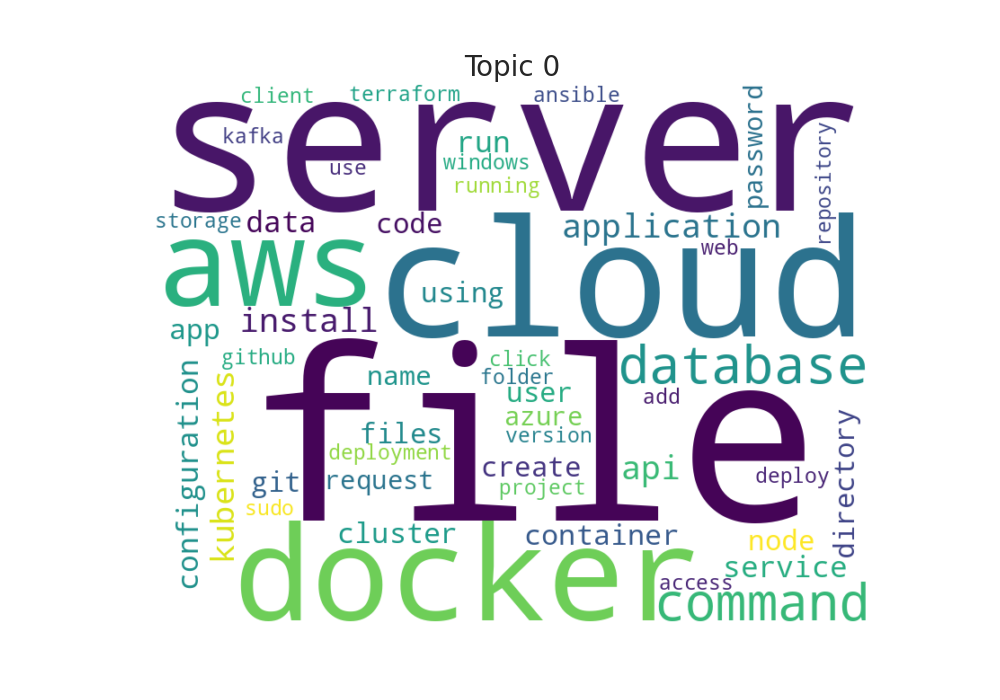 Topic 0
client
terraform
ansible
server
password
kafka
run
repository
use
windows
running
storage
data
code
application
aws
cloud
web
using
install
app
database
github
click
name
folder
user
add
configuration
kubernetes
file
azure
files
version
directory
deployment
create
api
deploy
git
request
project
sudo
cluster
container
node
docker
service
access
command